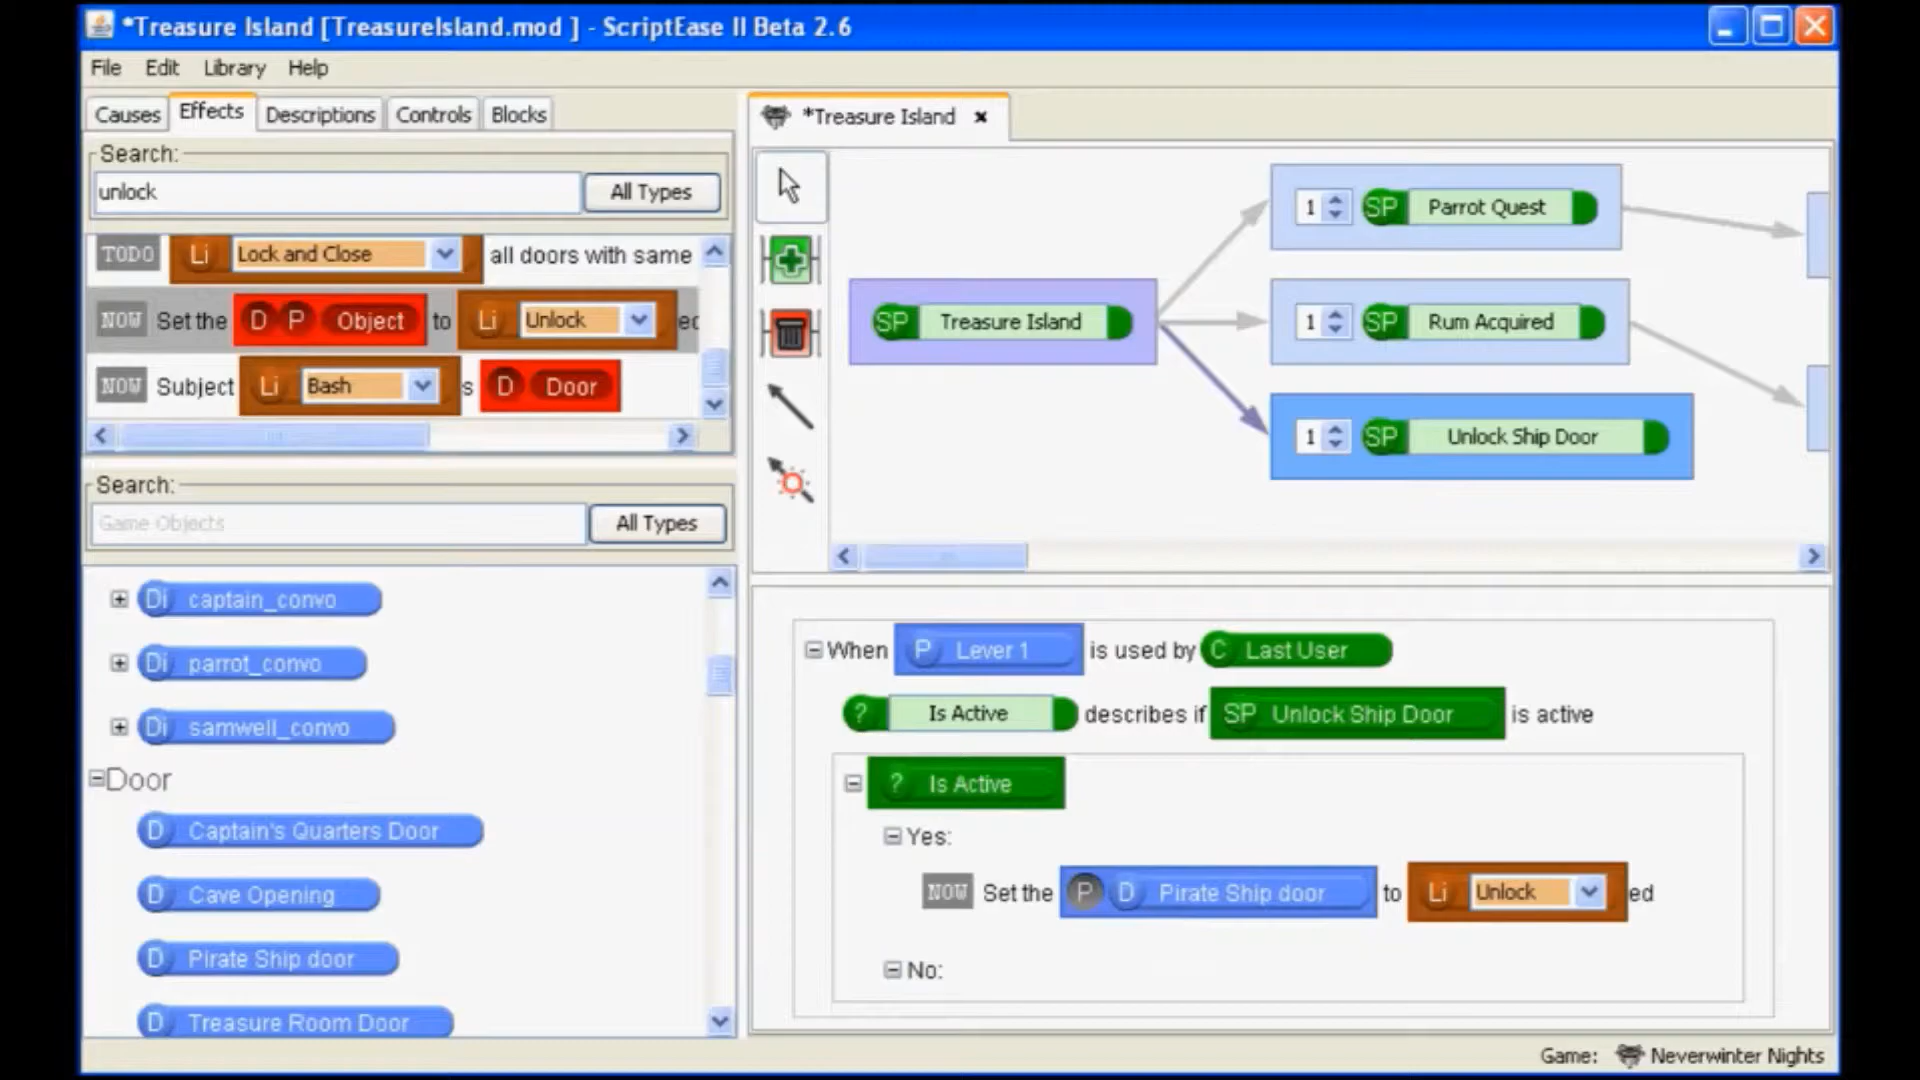 *Treasure Island [TreasureIsland.mod ] - ScriptEase II Beta 2.6
File Edit Library Help
Causes Effects Descriptions Controls Blocks
Search:
unlock All Types
TODO Li Lock and Close all doors with same
NOW Set the D P Object to Li Unlock ed
NOW Subject Li Bash s D Door
Search:
Game Objects All Types
Di captain_convo
Di parrot_convo
Di samwell_convo
Door
D Captain's Quarters Door
D Cave Opening
D Pirate Ship door
D Treasure Room Door
*Treasure Island
SP Treasure Island
1 SP Parrot Quest
1 SP Rum Acquired
1 SP Unlock Ship Door
When P Lever 1 is used by C Last User
? Is Active describes if SP Unlock Ship Door is active
? Is Active
Yes:
NOW Set the P D Pirate Ship door to Li Unlock ed
No:
Game: Neverwinter Nights